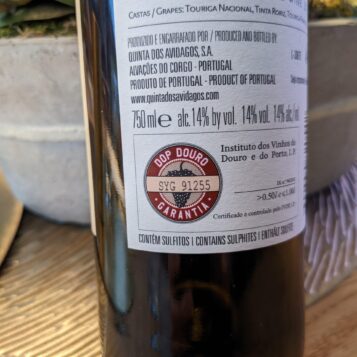 CASTAS / GRAPES: TOURIGA NACIONAL, TINTA RORIZ,
PRODUZIDO E ENGARRAFADO POR / PRODUCED AND BOTTLED BY:
QUINTA DOS AVIDAGOS, S.A.
ALVAÇÕES DO CORGO - PORTUGAL
PRODUTO DE PORTUGAL - PRODUCT OF PORTUGAL
www.quintadosavidagos.com
750 ml e alc. 14% by vol. 14% vol. 14% alc./vol
DOP DOURO
SYG 91255
GARANTIA
Instituto dos Vinhos do
Douro e do Porto, I. P.
Certificado e controlado pelo
CONTÉM SULFITOS | CONTAINS SULPHITES | ENTHÄLT SULFITE